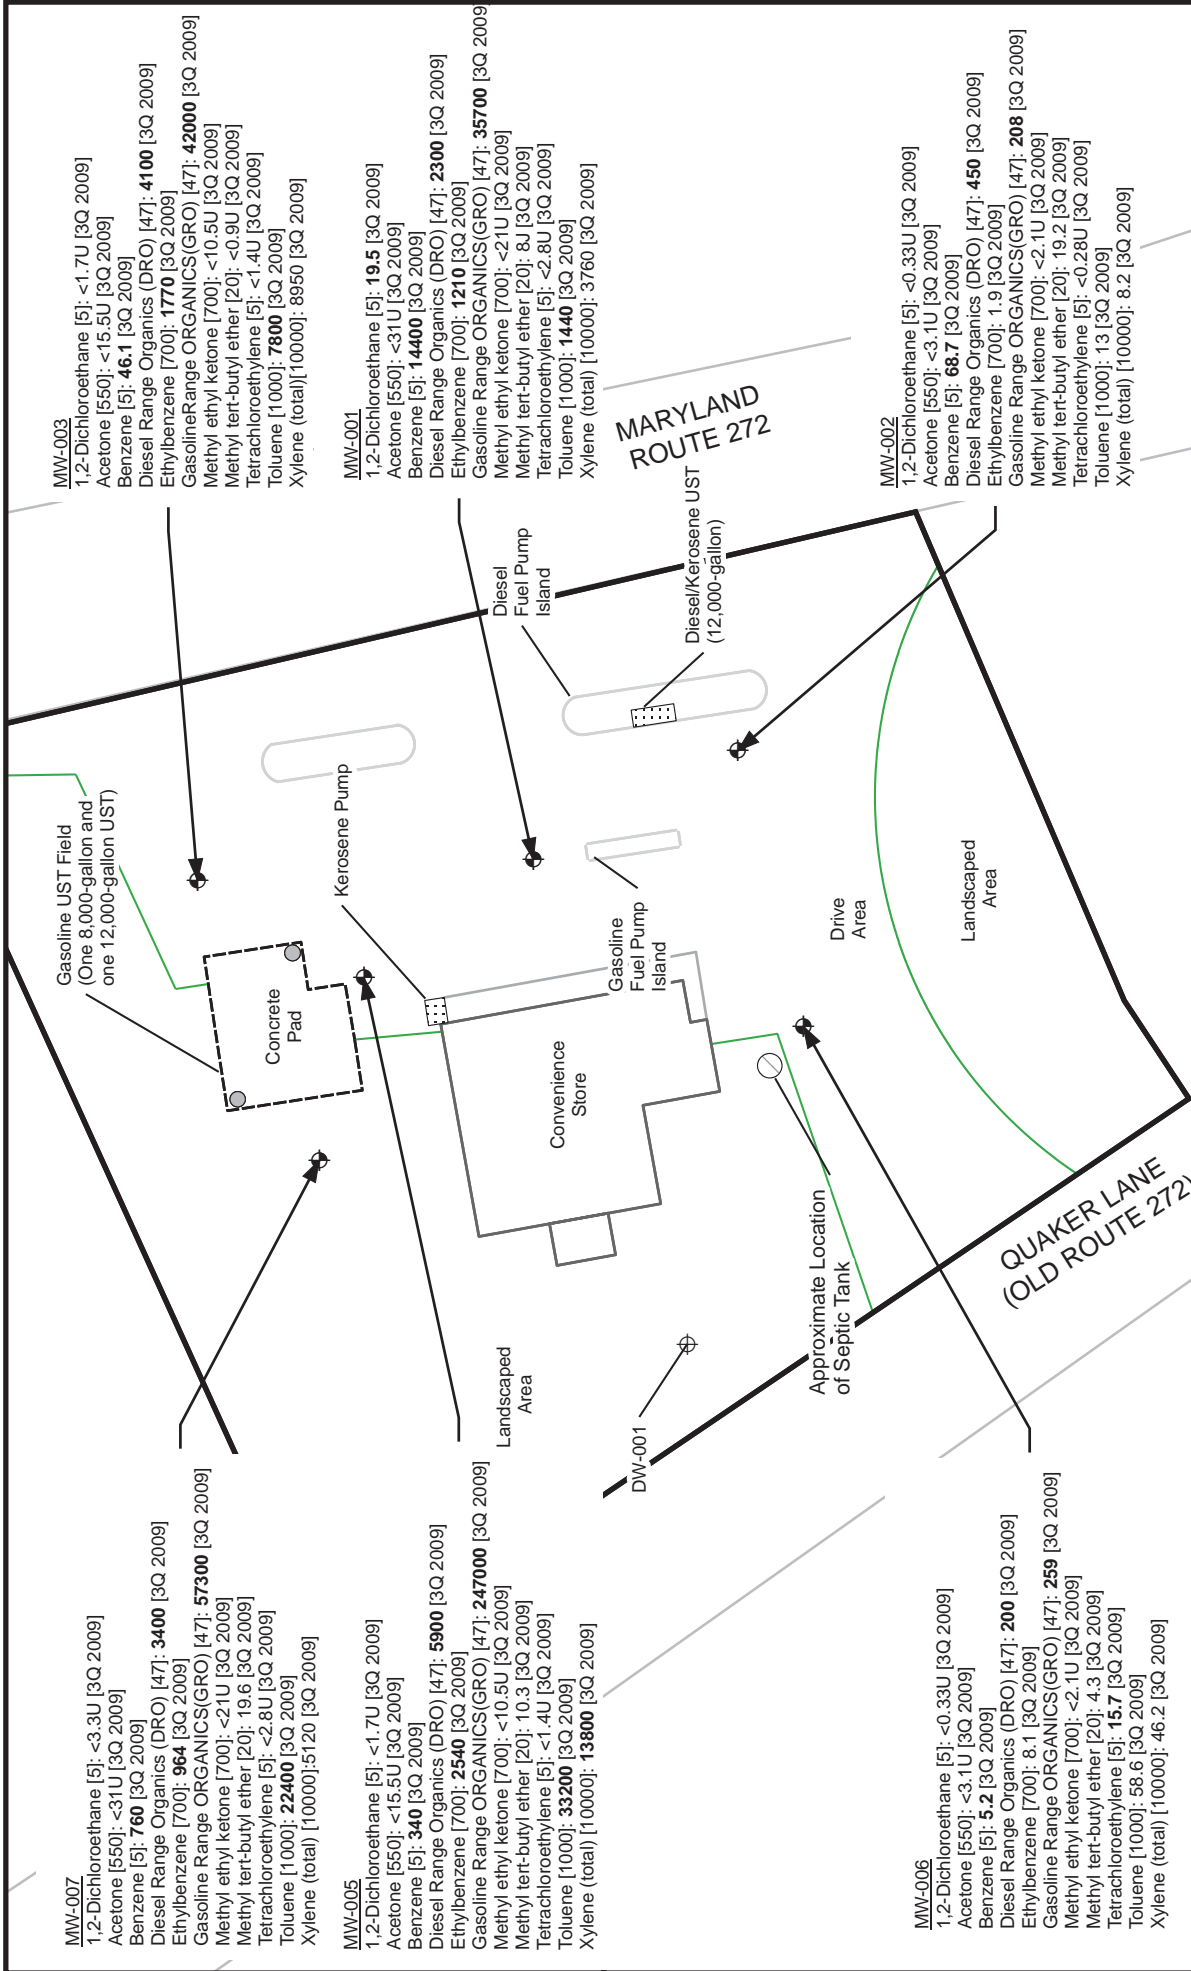 MW-007
1,2-Dichloroethane [5]: <3.3U [3Q 2009]
Acetone [550]: <31U [3Q 2009]
Benzene [5]: 760 [3Q 2009]
Diesel Range Organics (DRO) [47]: 3400 [3Q 2009]
Ethylbenzene [700]: 964 [3Q 2009]
Gasoline Range ORGANICS(GRO) [47]: 57300 [3Q 2009]
Methyl ethyl ketone [700]: <21U [3Q 2009]
Methyl tert-butyl ether [20]: 19.6 [3Q 2009]
Tetrachloroethylene [5]: <2.8U [3Q 2009]
Toluene [1000]: 22400 [3Q 2009]
Xylene (total) [10000]:5120 [3Q 2009]
MW-005
1,2-Dichloroethane [5]: <1.7U [3Q 2009]
Acetone [550]: <15.5U [3Q 2009]
Benzene [5]: 340 [3Q 2009]
Diesel Range Organics (DRO) [47]: 5900 [3Q 2009]
Ethylbenzene [700]: 2540 [3Q 2009]
Gasoline Range ORGANICS(GRO) [47]: 247000 [3Q 2009]
Methyl ethyl ketone [700]: <10.5U [3Q 2009]
Methyl tert-butyl ether [20]: 10.3 [3Q 2009]
Tetrachloroethylene [5]: <1.4U [3Q 2009]
Toluene [1000]: 33200 [3Q 2009]
Xylene (total) [10000]: 13800 [3Q 2009]
MW-006
1,2-Dichloroethane [5]: <0.33U [3Q 2009]
Acetone [550]: <3.1U [3Q 2009]
Benzene [5]: 5.2 [3Q 2009]
Diesel Range Organics (DRO) [47]: 200 [3Q 2009]
Ethylbenzene [700]: 8.1 [3Q 2009]
Gasoline Range ORGANICS(GRO) [47]: 259 [3Q 2009]
Methyl ethyl ketone [700]: <2.1U [3Q 2009]
Methyl tert-butyl ether [20]: 4.3 [3Q 2009]
Tetrachloroethylene [5]: 15.7 [3Q 2009]
Toluene [1000]: 58.6 [3Q 2009]
Xylene (total) [10000]: 46.2 [3Q 2009]
Landscaped
Area
DW-001
Approximate Location
of Septic Tank
QUAKER LANE
(OLD ROUTE 272)
Gasoline UST Field
(One 8,000-gallon and
one 12,000-gallon UST)
Concrete
Pad
Kerosene Pump
Convenience
Store
Gasoline
Fuel Pump
Island
Drive
Area
Landscaped
Area
Diesel
Fuel Pump
Island
Diesel/Kerosene UST
(12,000-gallon)
MARYLAND
ROUTE 272
MW-003
1,2-Dichloroethane [5]: <1.7U [3Q 2009]
Acetone [550]: <15.5U [3Q 2009]
Benzene [5]: 46.1 [3Q 2009]
Diesel Range Organics (DRO) [47]: 4100 [3Q 2009]
Ethylbenzene [700]: 1770 [3Q 2009]
GasolineRange ORGANICS(GRO) [47]: 42000 [3Q 2009]
Methyl ethyl ketone [700]: <10.5U [3Q 2009]
Methyl tert-butyl ether [20]: <0.9U [3Q 2009]
Tetrachloroethylene [5]: <1.4U [3Q 2009]
Toluene [1000]: 7800 [3Q 2009]
Xylene (total)[10000]: 8950 [3Q 2009]
MW-001
1,2-Dichloroethane [5]: 19.5 [3Q 2009]
Acetone [550]: <31U [3Q 2009]
Benzene [5]: 14400 [3Q 2009]
Diesel Range Organics (DRO) [47]: 2300 [3Q 2009]
Ethylbenzene [700]: 1210 [3Q 2009]
Gasoline Range ORGANICS(GRO) [47]: 35700 [3Q 2009]
Methyl ethyl ketone [700]: <21U [3Q 2009]
Methyl tert-butyl ether [20]: 8J [3Q 2009]
Tetrachloroethylene [5]: <2.8U [3Q 2009]
Toluene [1000]: 1440 [3Q 2009]
Xylene (total) [10000]: 3760 [3Q 2009]
MW-002
1,2-Dichloroethane [5]: <0.33U [3Q 2009]
Acetone [550]: <3.1U [3Q 2009]
Benzene [5]: 68.7 [3Q 2009]
Diesel Range Organics (DRO) [47]: 450 [3Q 2009]
Ethylbenzene [700]: 1.9 [3Q 2009]
Gasoline Range ORGANICS(GRO) [47]: 208 [3Q 2009]
Methyl ethyl ketone [700]: <2.1U [3Q 2009]
Methyl tert-butyl ether [20]: 19.2 [3Q 2009]
Tetrachloroethylene [5]: <0.28U [3Q 2009]
Toluene [1000]: 13 [3Q 2009]
Xylene (total) [10000]: 8.2 [3Q 2009]